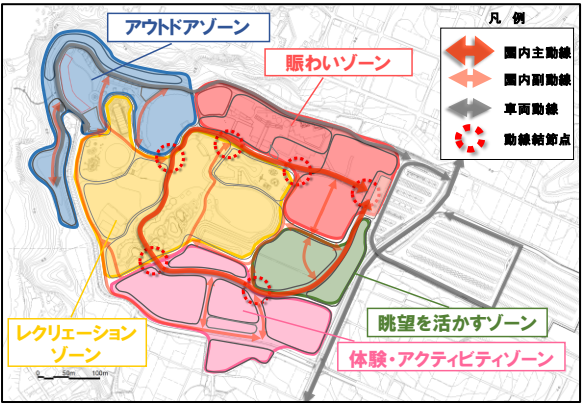 アウトドアゾーン
賑わいゾーン
凡 例
園内主動線
園内副動線
車両動線
動線結節点
レクリエーション
ゾーン
眺望を活かすゾーン
体験・アクティビティゾーン
0 50m 100m